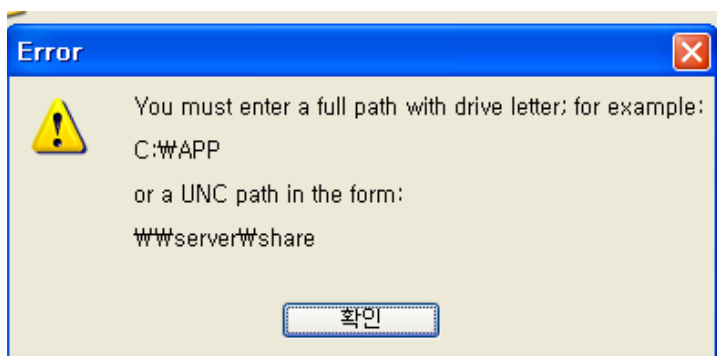 Error
You must enter a full path with drive letter; for example:
C:₩APP
or a UNC path in the form:
₩₩server₩share
확인